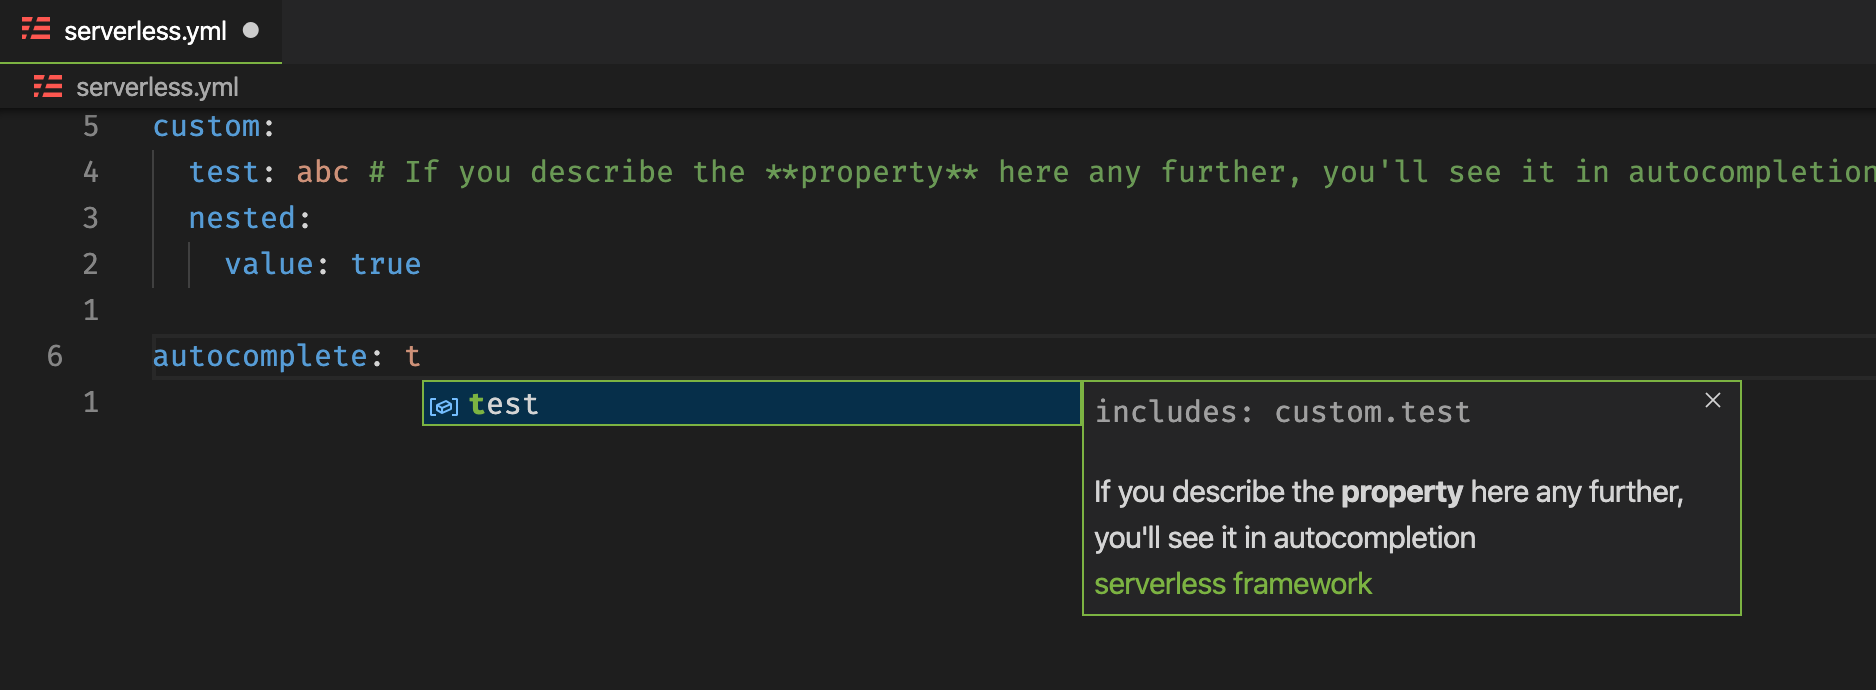 serverless.yml
serverless.yml
5 custom:
4 test: abc # If you describe the **property** here any further, you'll see it in autocompletion
3 nested:
2 value: true
1
6 autocomplete: t
1
test
includes: custom.test
If you describe the property here any further,
you'll see it in autocompletion
serverless framework